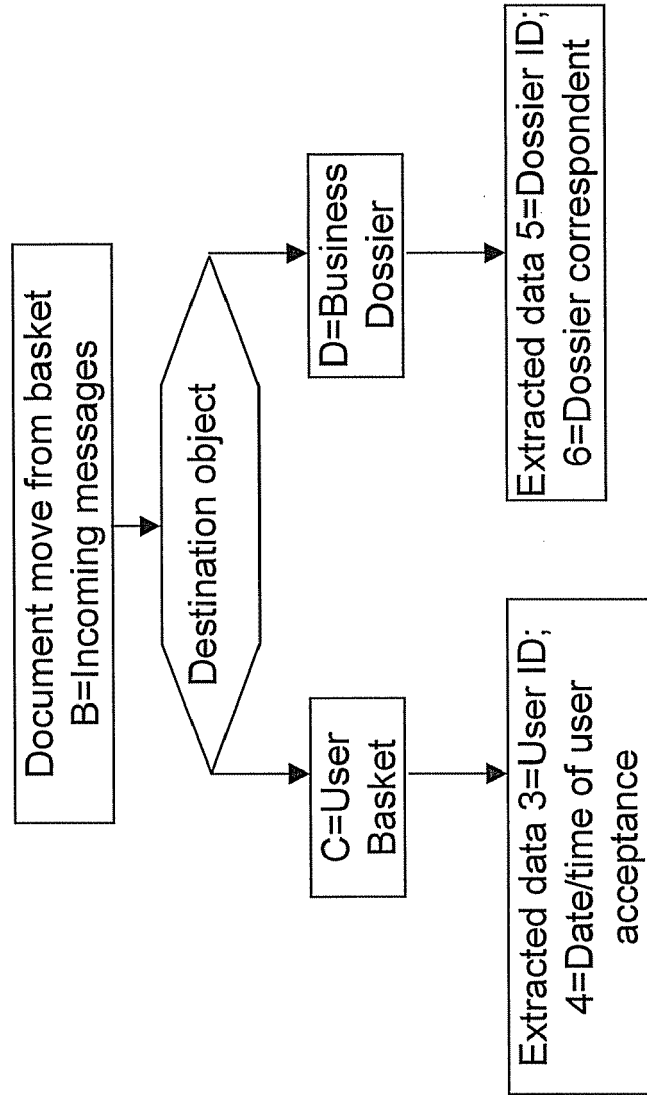 Document move from basket
B=Incoming messages
Destination object
C=User
Basket
D=Business
Dossier
Extracted data 3=User ID;
4=Date/time of user
acceptance
Extracted data 5=Dossier ID;
6=Dossier correspondent